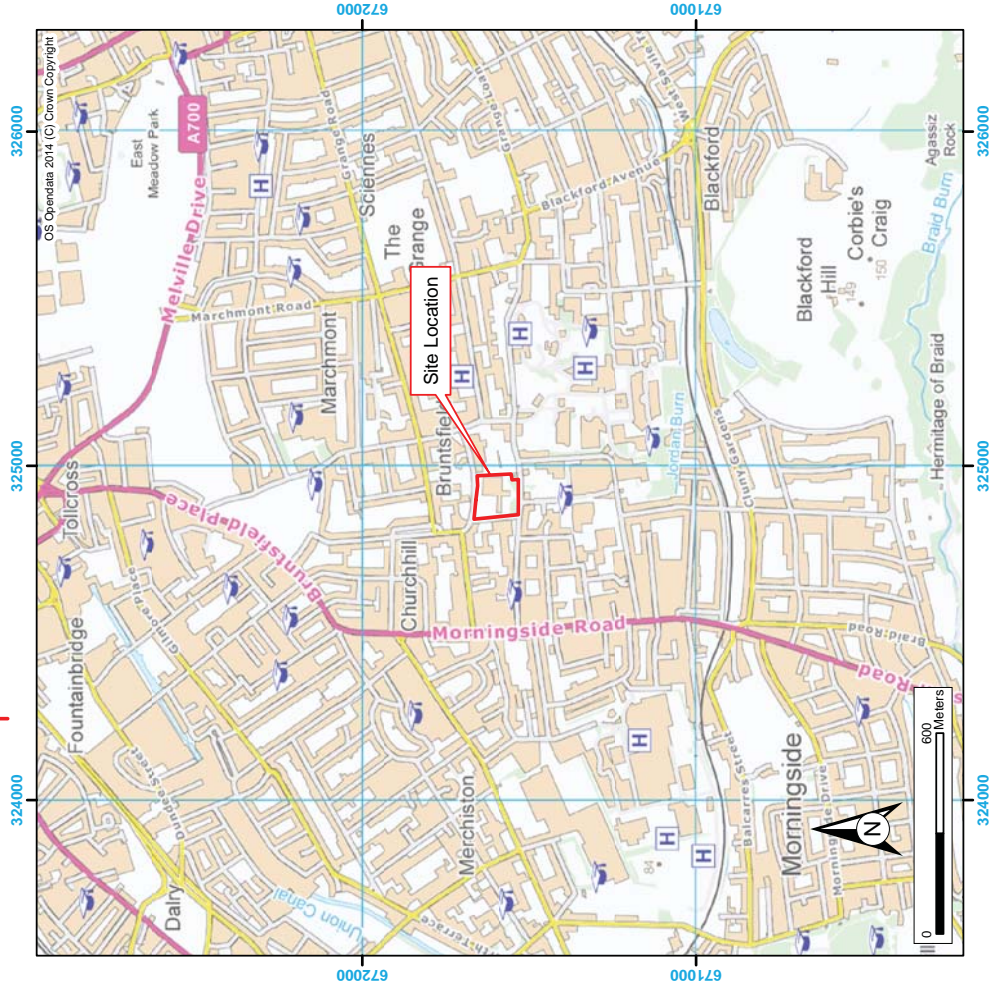 324000
325000
326000
OS Opendata 2014 (C) Crown Copyright
East
Meadow Park
A700
Melville Drive
Tollcross
Fountainbridge
Gilmore Place
Dundee Street
Dalry
Bruntsfield Place
Marchmont Road
Grange Road
Marchmont
Sciennes
672000
672000
The
Grange
Grange Loan
Site Location
Bruntsfield
Churchhill
Union Canal
Merchiston
Morningside Road
Blackford Avenue
West Savile
Jordan Burn
Blackford
671000
671000
Cluny Gardens
Balcarres Street
Morningside
Morningside Drive
Braid Road
Road
84
Blackford
Hill
149
150
Corbie's
Craig
Agassiz
Rock
Braid Burn
Hermitage of Braid
H
H
H
H
H
H
H
N
0
600
Meters
324000
325000
326000